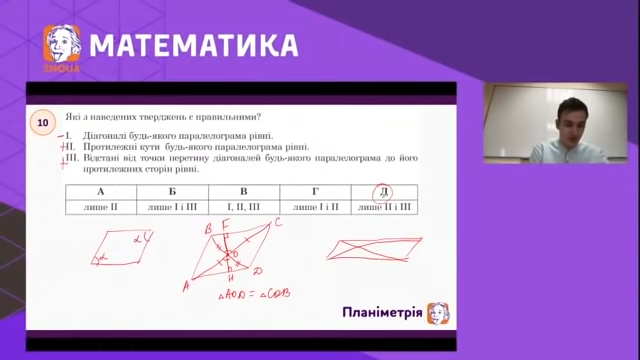 ZNOUA
МАТЕМАТИКА
10
Які з наведених тверджень є правильними?
I. Діагоналі будь-якого паралелограма рівні.
II. Протилежні кути будь-якого паралелограма рівні.
III. Відстані від точки перетину діагоналей будь-якого паралелограма до його
протилежних сторін рівні.
А Б В Г Д
лише II лише I і III I, II, III лише I і II лише II і III
α α
B F C
O
A H D
△AOD = △COB
Планіметрія